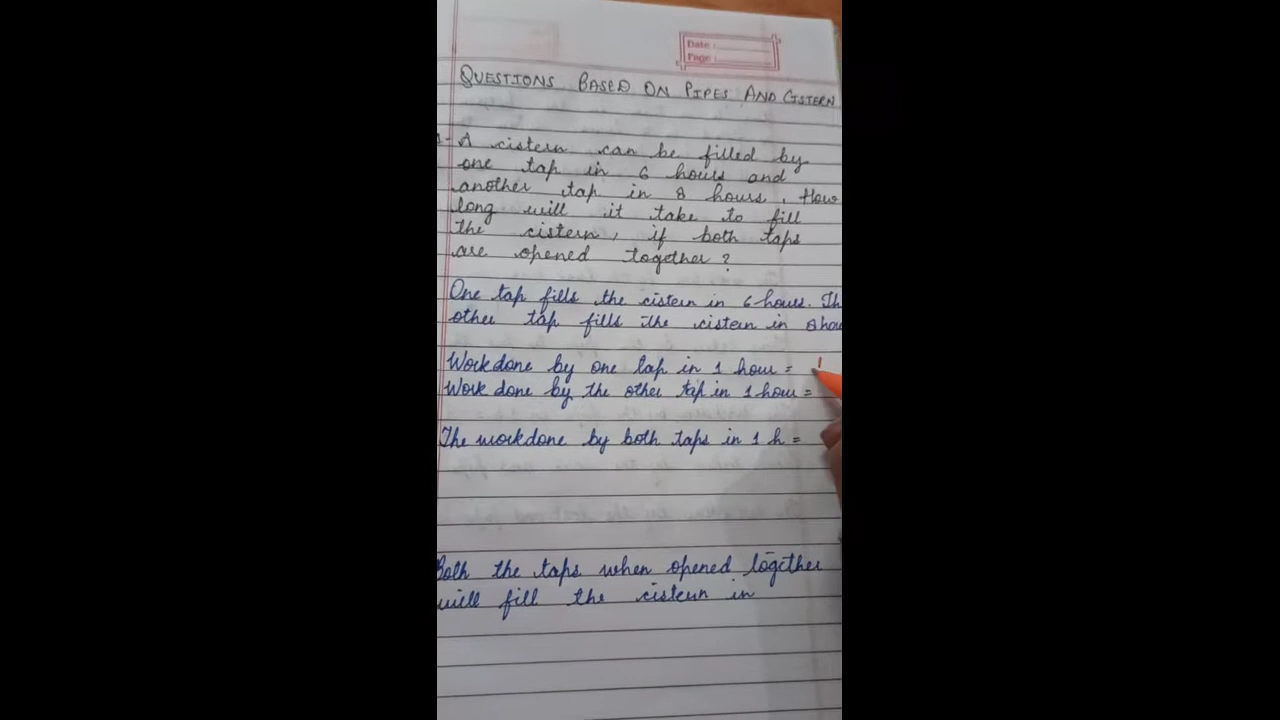 Date :
Page :
QUESTIONS BASED ON PIPES AND CISTERN
A cistern can be filled by
one tap in 6 hours and
another tap in 8 hours. How
long will it take to fill
the cistern, if both taps
are opened together?
One tap fills the cistern in 6 hours. Th
other tap fills the cistern in 8 hou
Work done by one tap in 1 hour = 1
Work done by the other tap in 1 hour =
The work done by both taps in 1 h =
Both the taps when opened together
will fill the cistern in